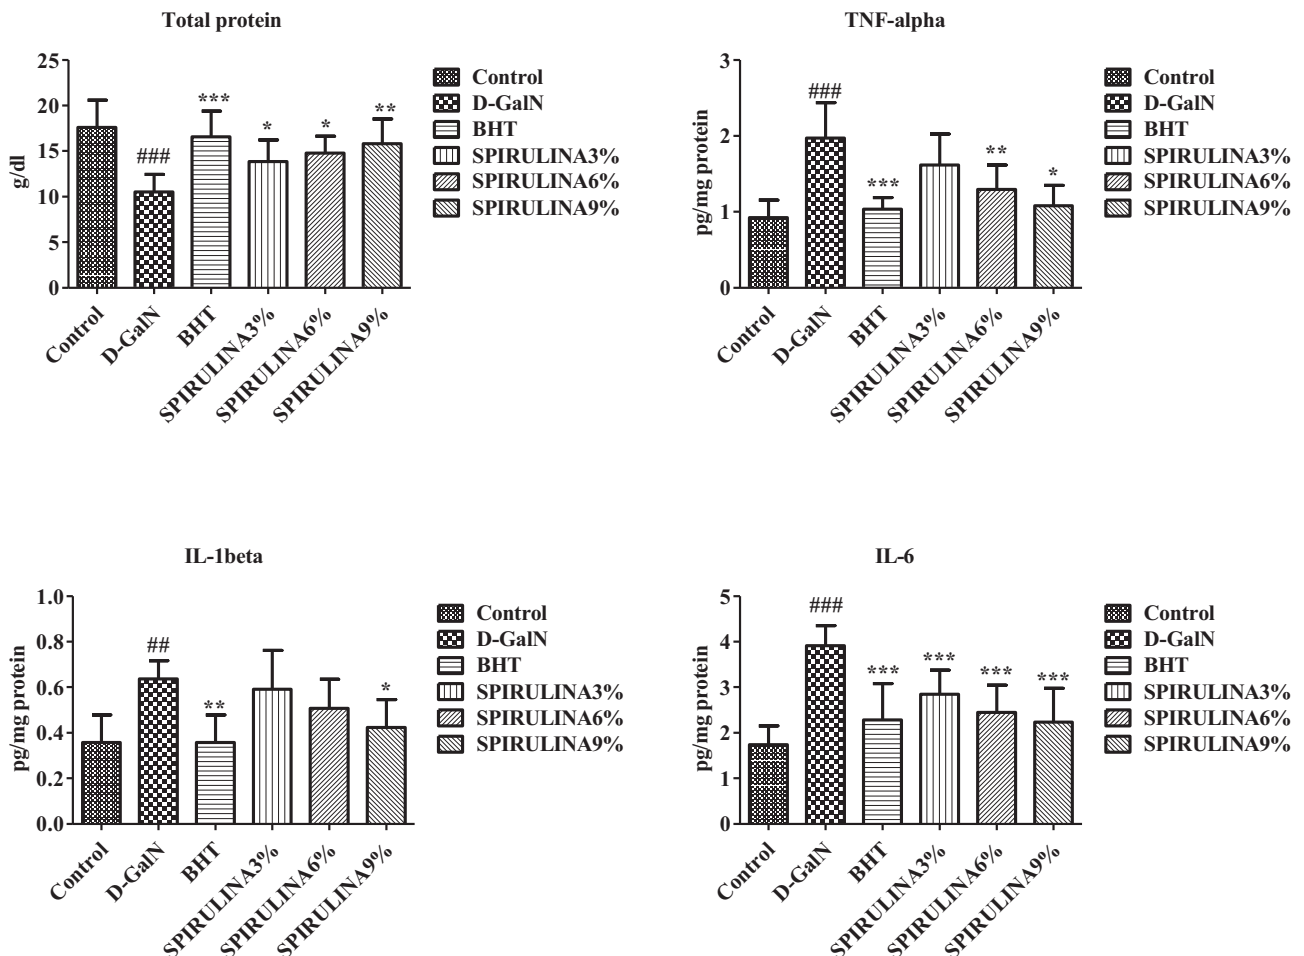 Total protein
25
20
15
10
5
0
g/dl
###
***
*
*
**
Control
D-GalN
BHT
SPIRULINA3%
SPIRULINA6%
SPIRULINA9%
Control
D-GalN
BHT
SPIRULINA3%
SPIRULINA6%
SPIRULINA9%
TNF-alpha
3
2
1
0
pg/mg protein
###
***
**
*
Control
D-GalN
BHT
SPIRULINA3%
SPIRULINA6%
SPIRULINA9%
Control
D-GalN
BHT
SPIRULINA3%
SPIRULINA6%
SPIRULINA9%
IL-1beta
1.0
0.8
0.6
0.4
0.2
0.0
pg/mg protein
##
**
*
Control
D-GalN
BHT
SPIRULINA3%
SPIRULINA6%
SPIRULINA9%
Control
D-GalN
BHT
SPIRULINA3%
SPIRULINA6%
SPIRULINA9%
IL-6
5
4
3
2
1
0
pg/mg protein
###
***
***
***
***
Control
D-GalN
BHT
SPIRULINA3%
SPIRULINA6%
SPIRULINA9%
Control
D-GalN
BHT
SPIRULINA3%
SPIRULINA6%
SPIRULINA9%